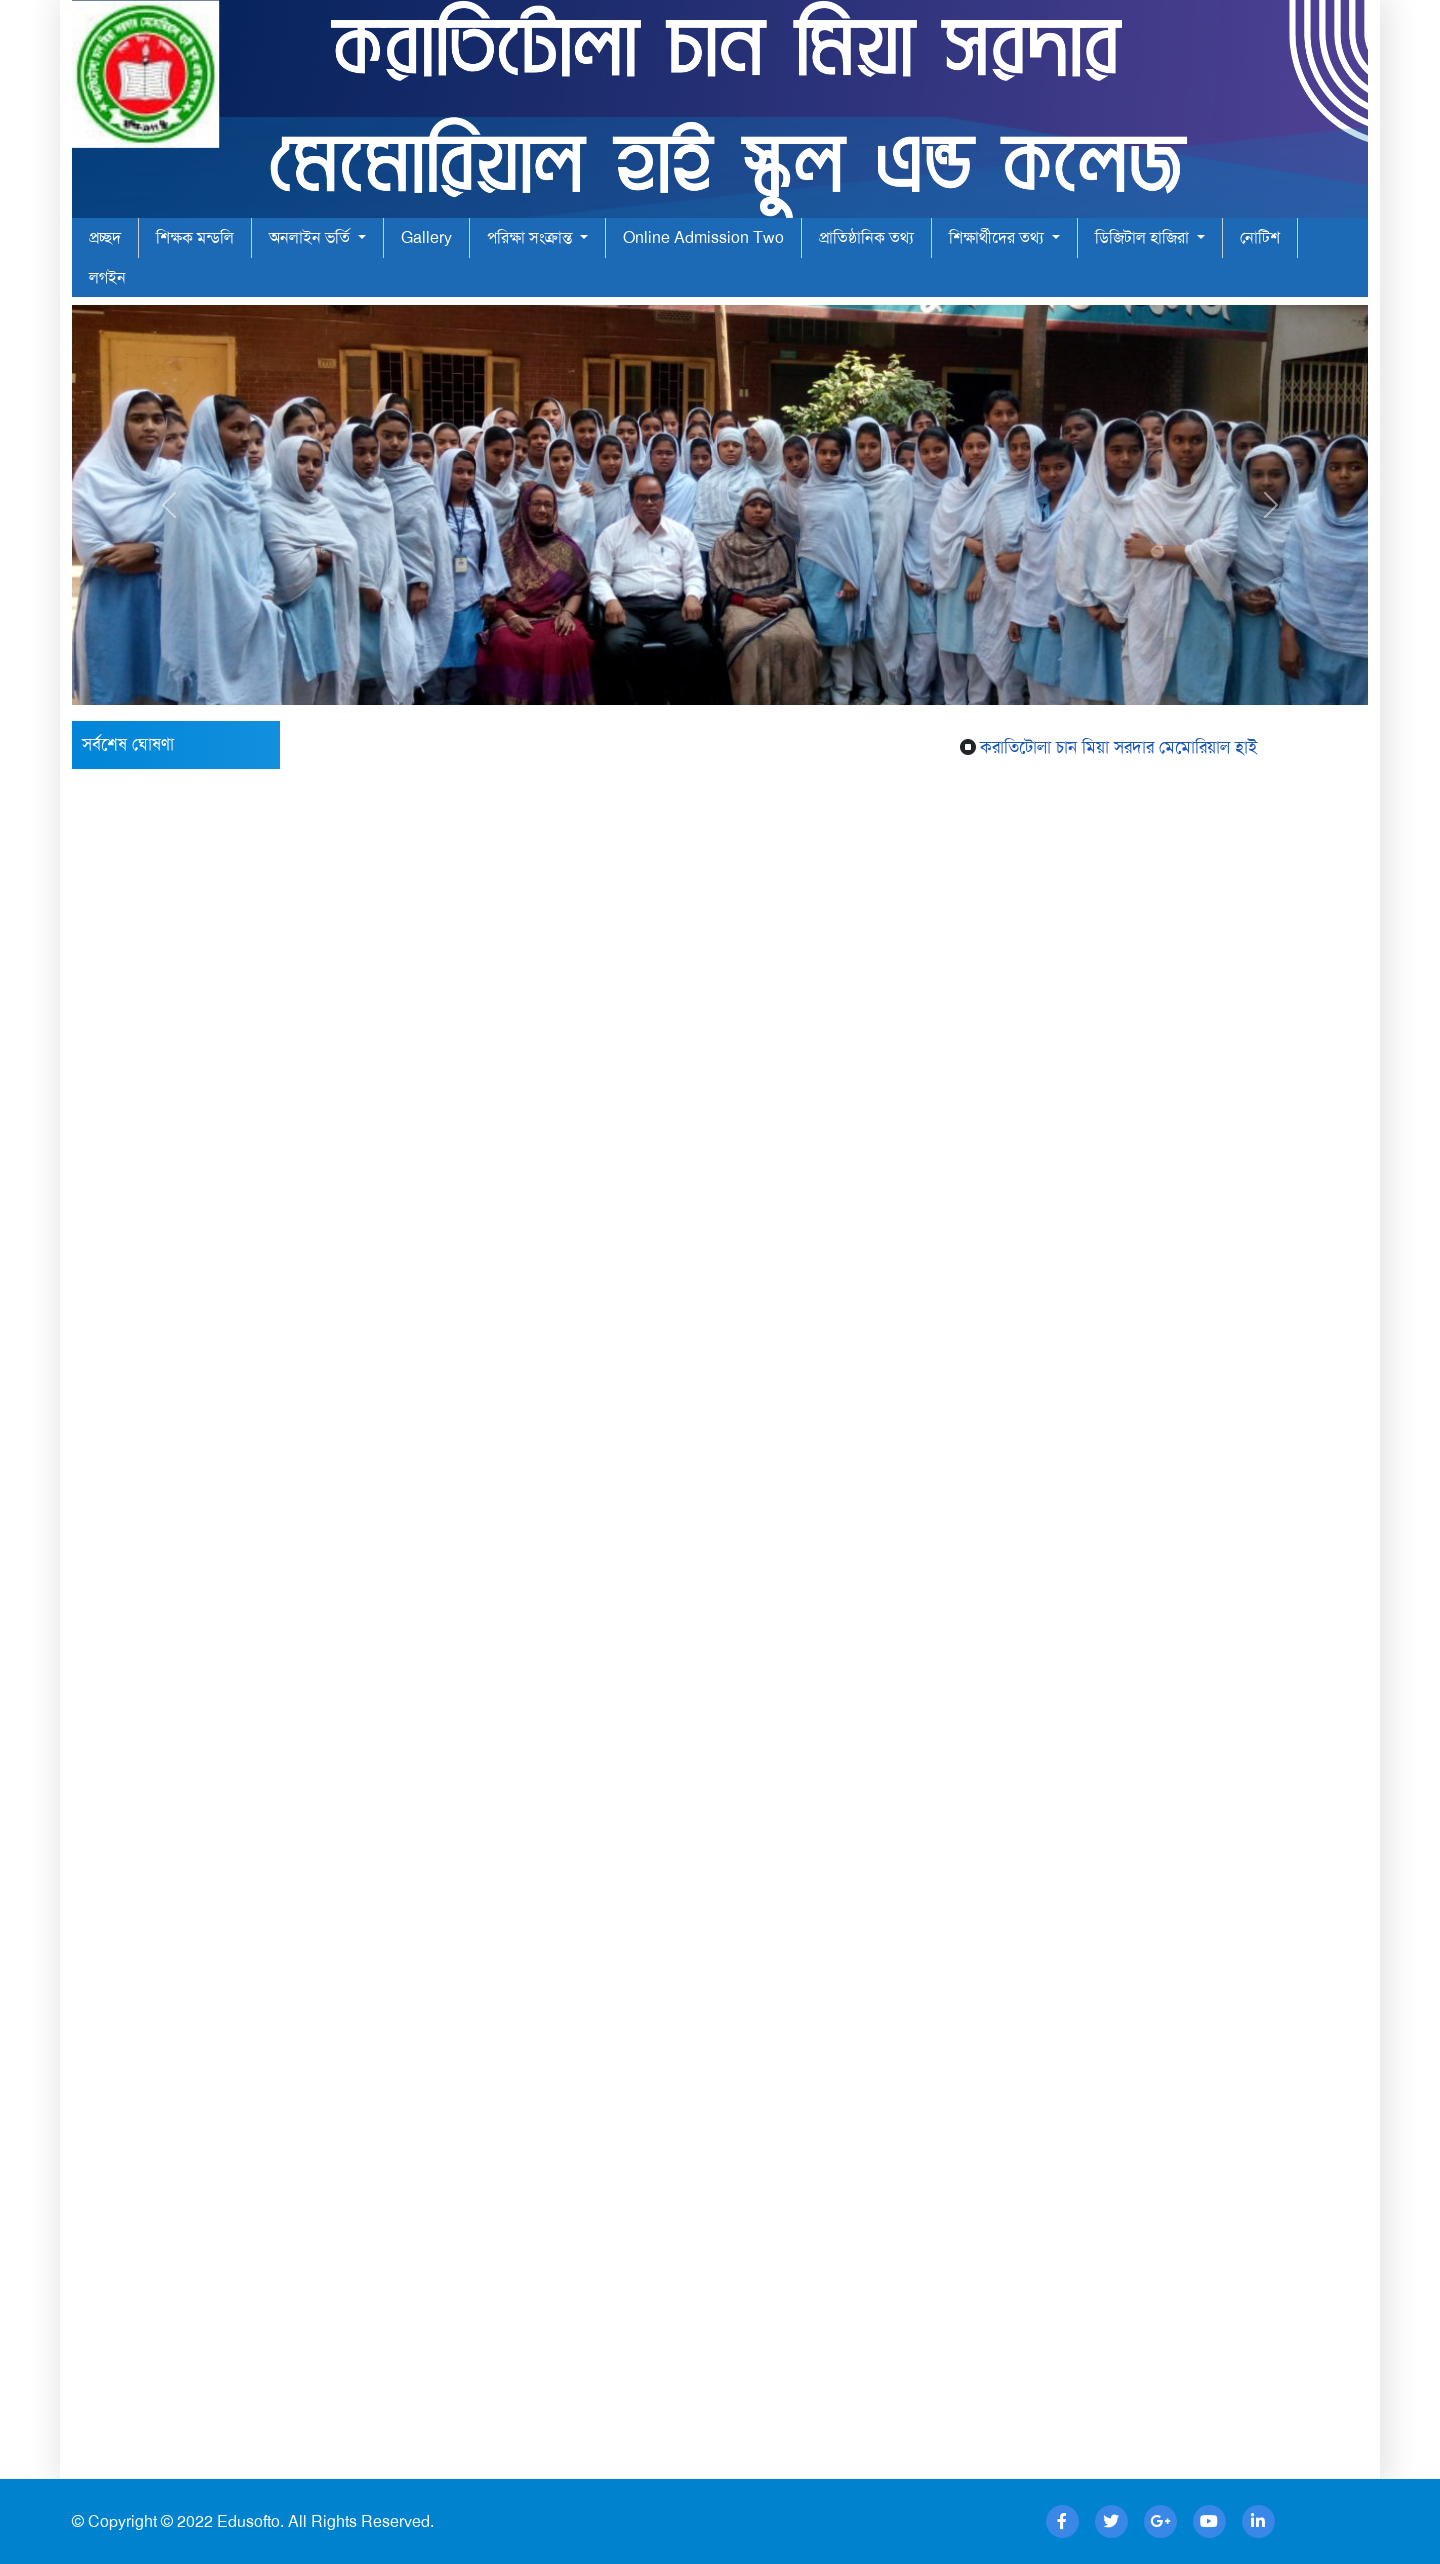 করাতিটোলা চান মিয়া সরদার
মেমোরিয়াল হাই স্কুল এন্ড কলেজ
প্রচ্ছদ
শিক্ষক মন্ডলি
অনলাইন ভর্তি
Gallery
পরিক্ষা সংক্রান্ত
Online Admission Two
প্রাতিষ্ঠানিক তথ্য
শিক্ষার্থীদের তথ্য
ডিজিটাল হাজিরা
নোটিশ
লগইন
সর্বশেষ ঘোষণা
করাতিটোলা চান মিয়া সরদার মেমোরিয়াল হাই
© Copyright © 2022 Edusofto. All Rights Reserved.